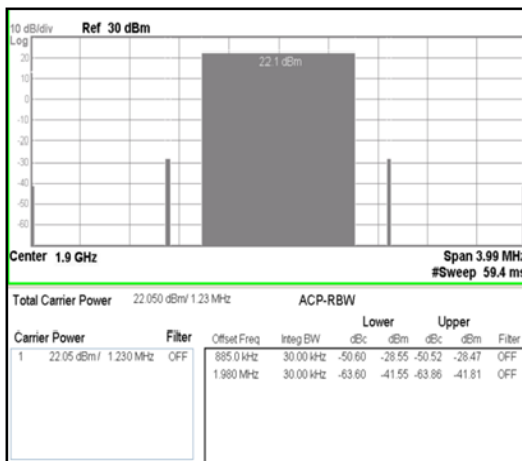 10 dB/div Ref 30 dBm
Log
20
10
0
-10
-20
-30
-40
-50
-60
22.1 dBm
Center 1.9 GHz Span 3.99 MHz
#Sweep 59.4 ms
Total Carrier Power 22.050 dBm/ 1.23 MHz ACP-RBW
Lower Upper
Carrier Power Filter Offset Freq Integ BW dBc dBm dBc dBm Filter
1 22.05 dBm / 1.230 MHz OFF 885.0 kHz 30.00 kHz -50.60 -28.55 -50.52 -28.47 OFF
1.980 MHz 30.00 kHz -63.60 -41.55 -63.86 -41.81 OFF